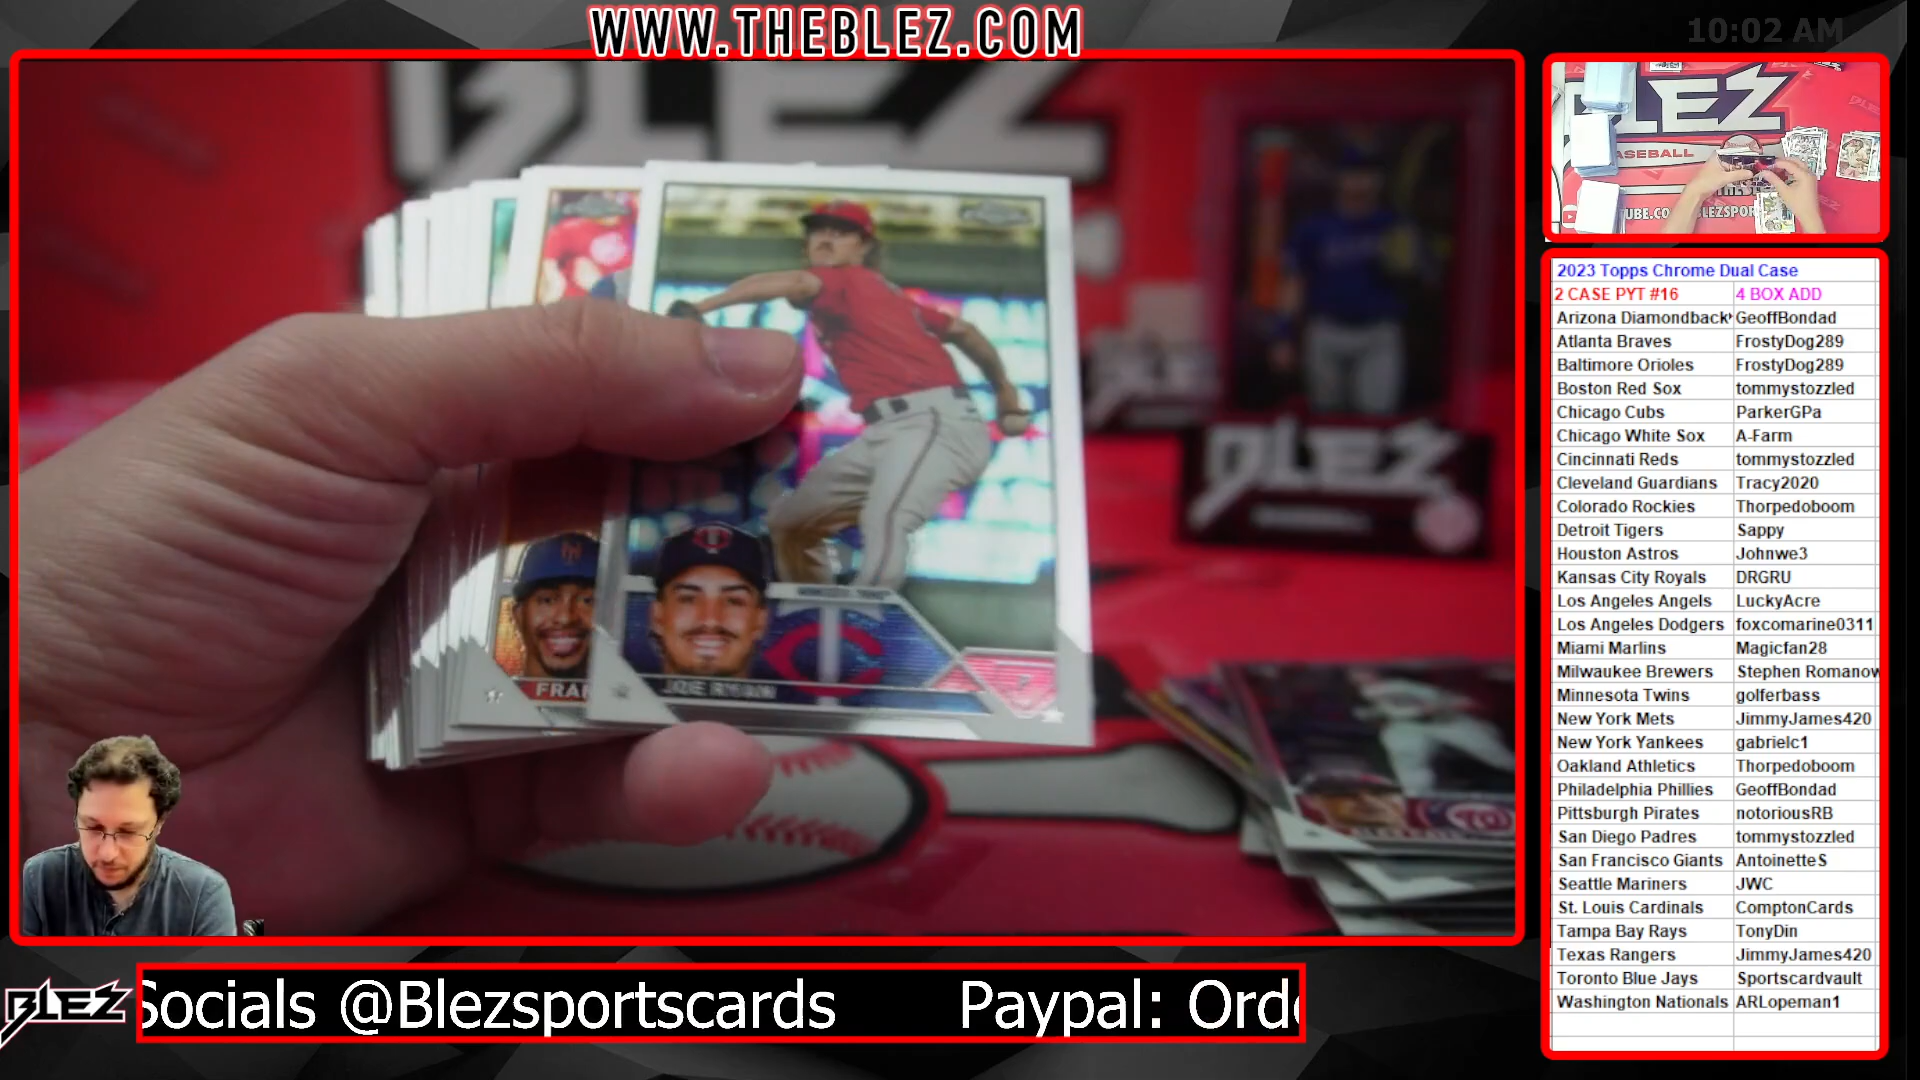 WWW.THEBLEZ.COM
10:02 AM
BLEZ
BLEZ
BASEBALL
2023 Topps Chrome Dual Case
2 CASE PYT #16 4 BOX ADD
Arizona Diamondback GeoffBondad
Atlanta Braves FrostyDog289
Baltimore Orioles FrostyDog289
Boston Red Sox tommystozzled
Chicago Cubs ParkerGPa
Chicago White Sox A-Farm
Cincinnati Reds tommystozzled
Cleveland Guardians Tracy2020
Colorado Rockies Thorpedoboom
Detroit Tigers Sappy
Houston Astros Johnwe3
Kansas City Royals DRGRU
Los Angeles Angels LuckyAcre
Los Angeles Dodgers foxcomarine0311
Miami Marlins Magicfan28
Milwaukee Brewers Stephen Romanow
Minnesota Twins golferbass
New York Mets JimmyJames420
New York Yankees gabrielc1
Oakland Athletics Thorpedoboom
Philadelphia Phillies GeoffBondad
Pittsburgh Pirates notoriousRB
San Diego Padres tommystozzled
San Francisco Giants AntoinetteS
Seattle Mariners JWC
St. Louis Cardinals ComptonCards
Tampa Bay Rays TonyDin
Texas Rangers JimmyJames420
Toronto Blue Jays Sportscardvault
Washington Nationals ARLopeman1
BLEZ
FRAN
JOE RYAN
BLEZ
Socials @Blezsportscards Paypal: Orde